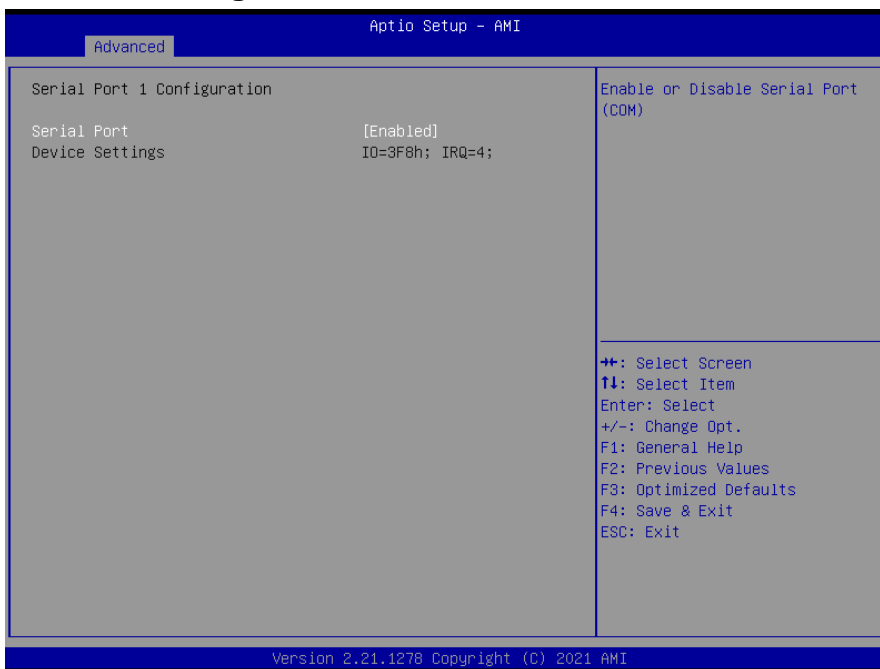 Aptio Setup – AMI
Advanced
Serial Port 1 Configuration
Serial Port [Enabled]
Device Settings IO=3F8h; IRQ=4;
Enable or Disable Serial Port
(COM)
→←: Select Screen
↑↓: Select Item
Enter: Select
+/-: Change Opt.
F1: General Help
F2: Previous Values
F3: Optimized Defaults
F4: Save & Exit
ESC: Exit
Version 2.21.1278 Copyright (C) 2021 AMI